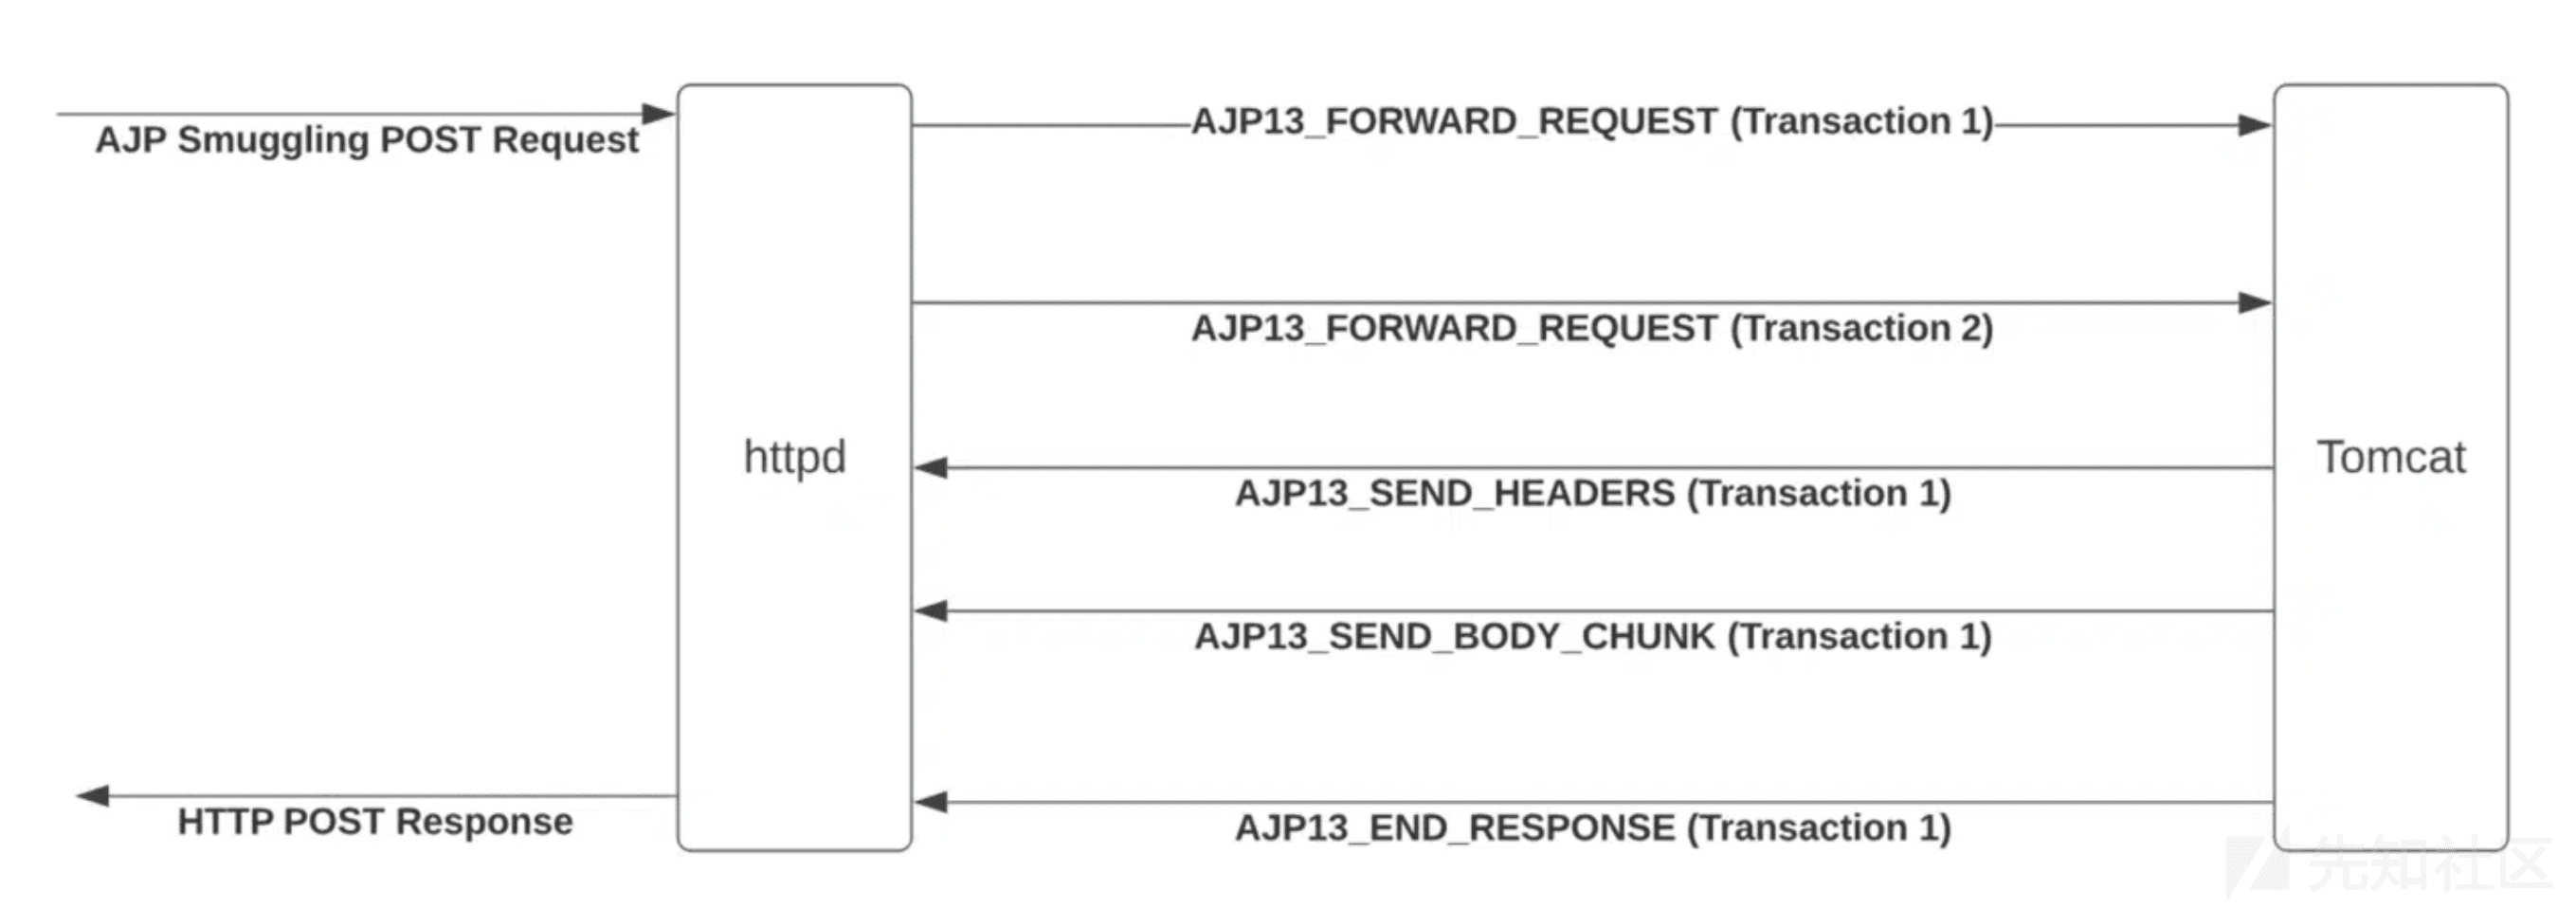 AJP Smuggling POST Request
AJP13_FORWARD_REQUEST (Transaction 1)
AJP13_FORWARD_REQUEST (Transaction 2)
httpd
Tomcat
AJP13_SEND_HEADERS (Transaction 1)
AJP13_SEND_BODY_CHUNK (Transaction 1)
HTTP POST Response
AJP13_END_RESPONSE (Transaction 1)
先知社区